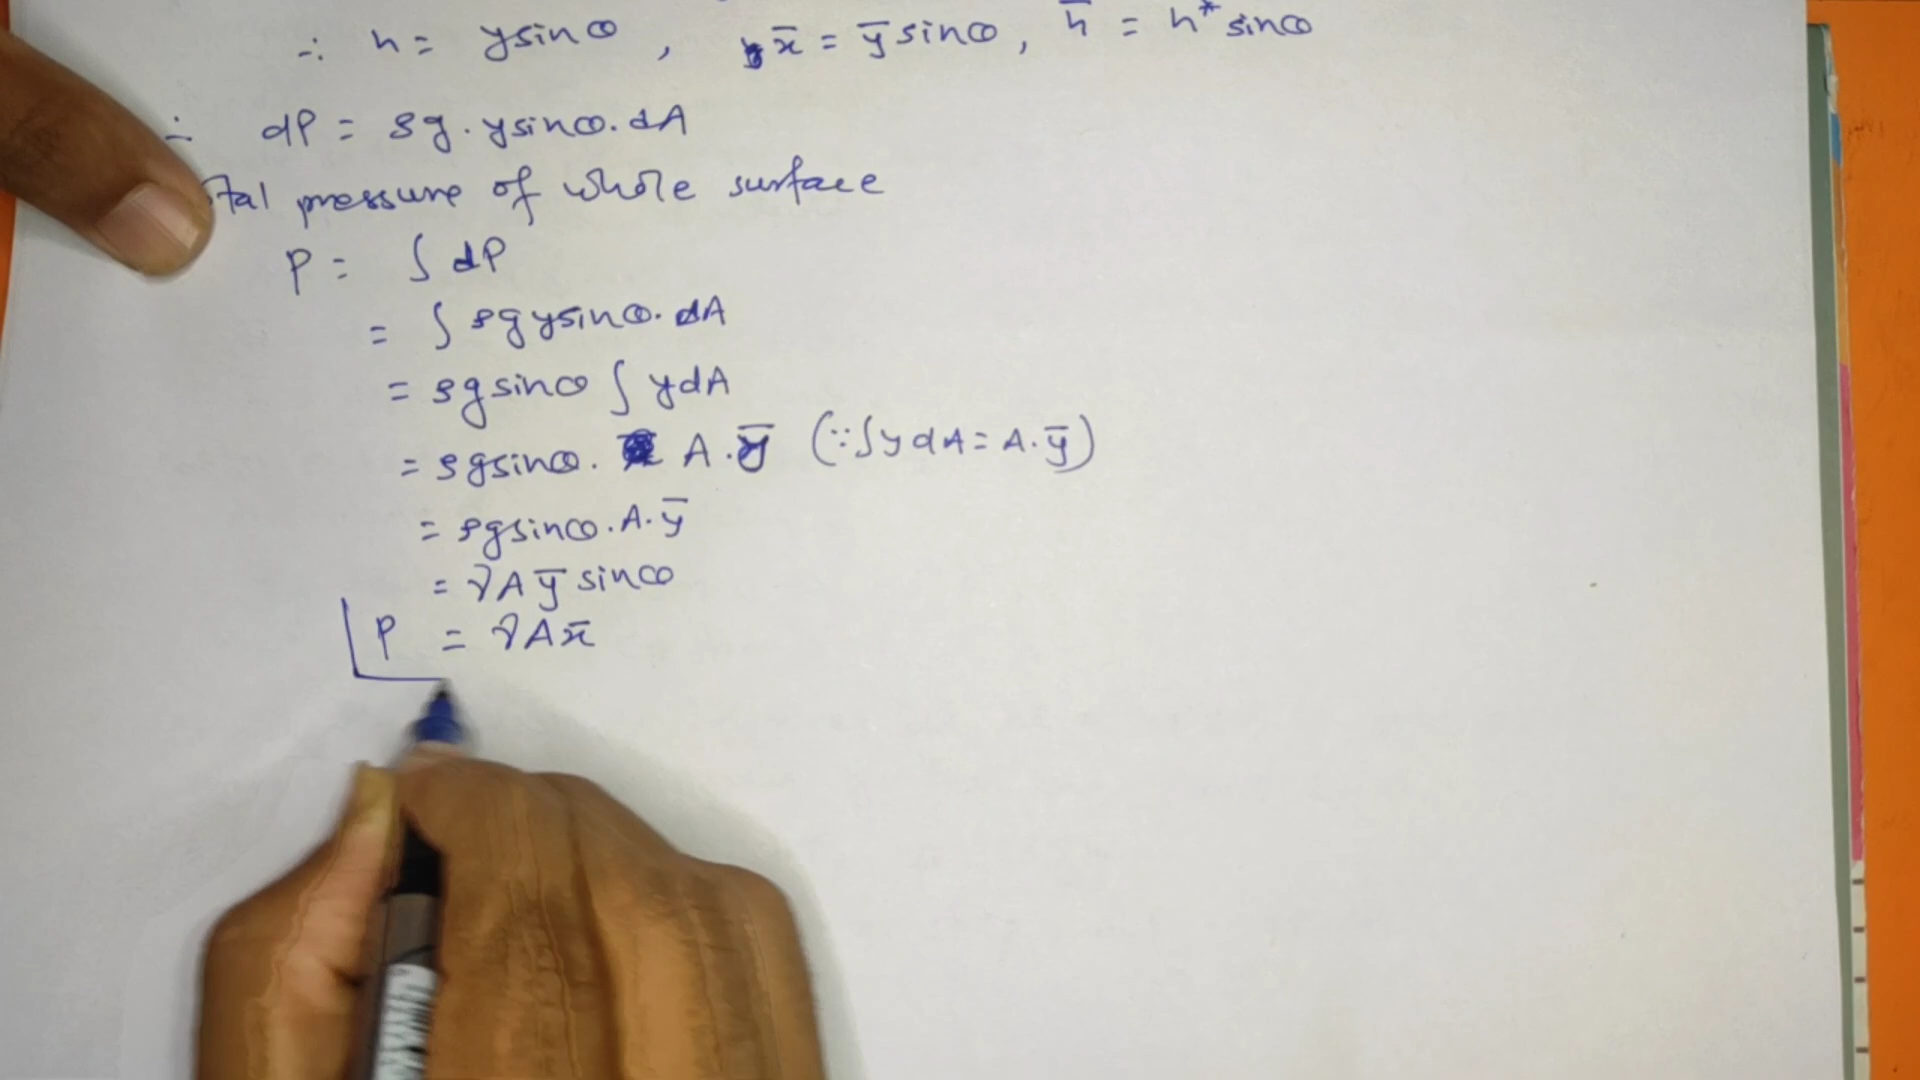 ∴ h = y sinθ , x̄ = ȳ sinθ , h̄ = h* sinθ
∴ dP = ρg . y sinθ . dA
tal pressure of whole surface
P = ∫ dP
= ∫ ρg y sinθ . dA
= ρg sinθ ∫ y dA
= ρg sinθ . A . ȳ (∵ ∫ y dA = A . ȳ)
= ρg sinθ . A . ȳ
= γ A ȳ sinθ
P = γ A x̄